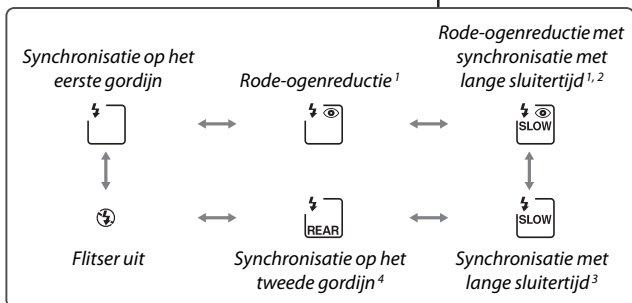 Synchronisatie op het
eerste gordijn
Rode-ogenreductie 1
Rode-ogenreductie met
synchronisatie met
lange sluitertijd 1, 2
SLOW
Flitser uit
REAR
Synchronisatie op het
tweede gordijn 4
SLOW
Synchronisatie met
lange sluitertijd 3